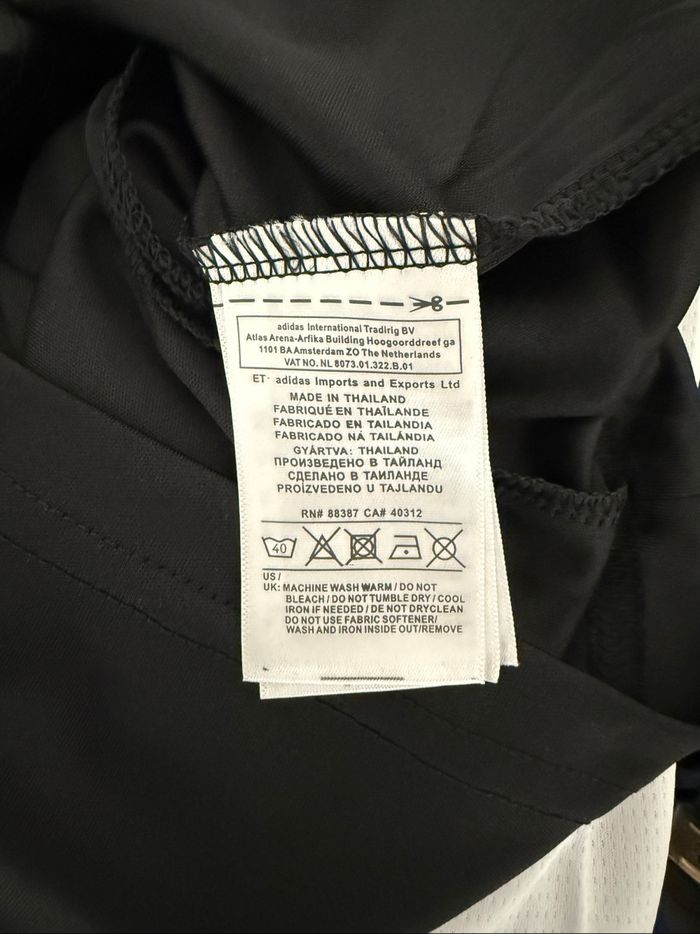 adidas International Tradirig BV
Atlas Arena-Arfika Building Hoogoorddreef ga
1101 BA Amsterdam ZO The Netherlands
VAT NO. NL 8073.01.322.B.01
ET· adidas Imports and Exports Ltd
MADE IN THAILAND
FABRIQUÉ EN THAÏLANDE
FABRICADO EN TAILANDIA
FABRICADO NA TAILÁNDIA
GYÁRTVA: THAILAND
ПРОИЗВЕДЕНО В ТАЙЛАНД
СДЕЛАНО В ТАИЛАНДЕ
PROİZVEDENO U TAJLANDU
RN# 88387 CA# 40312
40
US /
UK: MACHINE WASH WARM / DO NOT
BLEACH / DO NOT TUMBLE DRY / COOL
IRON IF NEEDED / DE NOT DRYCLEAN
DO NOT USE FABRIC SOFTENER/
WASH AND IRON INSIDE OUT/REMOVE